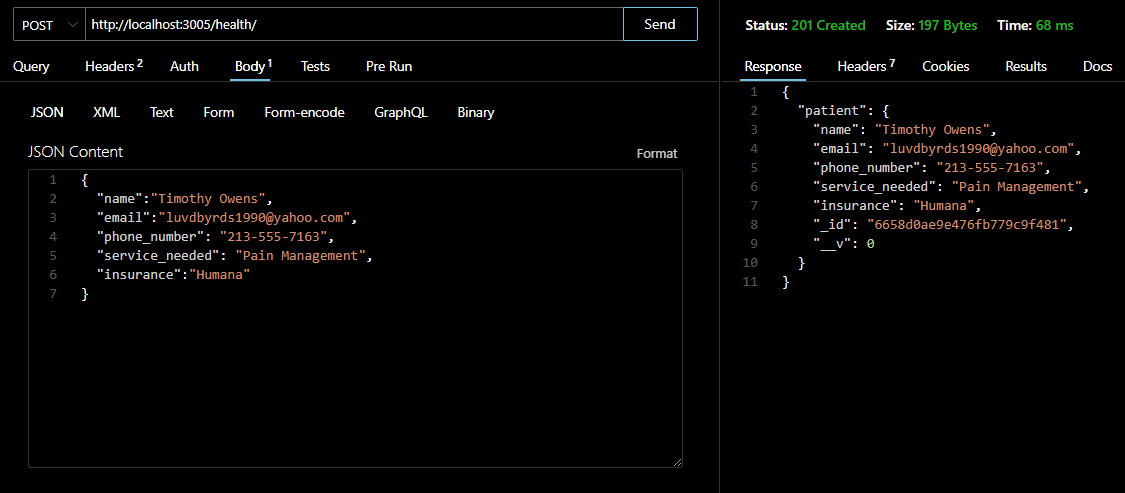 POST http://localhost:3005/health/ Send
Query Headers 2 Auth Body 1 Tests Pre Run
JSON XML Text Form Form-encode GraphQL Binary
JSON Content Format
1 {
2 "name":"Timothy Owens",
3 "email":"luvdbyrds1990@yahoo.com",
4 "phone_number": "213-555-7163",
5 "service_needed": "Pain Management",
6 "insurance":"Humana"
7 }
Status: 201 Created Size: 197 Bytes Time: 68 ms
Response Headers 7 Cookies Results Docs
1 {
2 "patient": {
3 "name": "Timothy Owens",
4 "email": "luvdbyrds1990@yahoo.com",
5 "phone_number": "213-555-7163",
6 "service_needed": "Pain Management",
7 "insurance": "Humana",
8 "_id": "6658d0ae9e476fb779c9f481",
9 "__v": 0
10 }
11 }